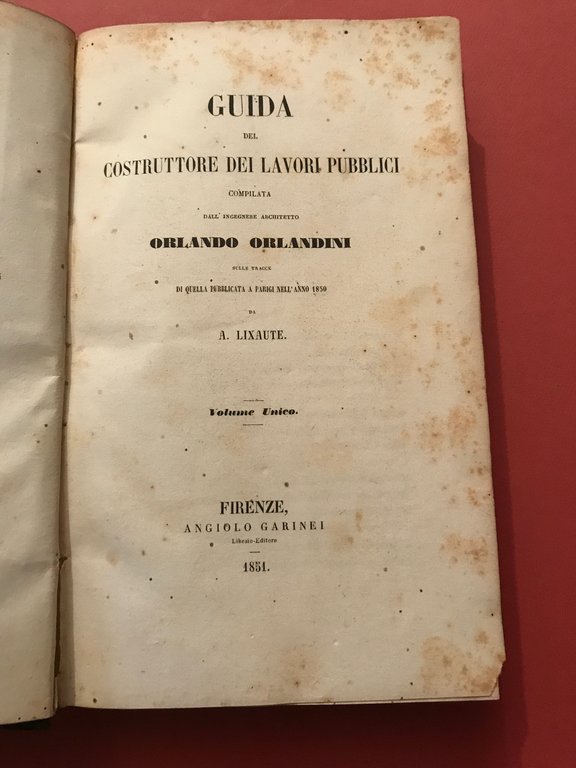 GUIDA
DEL
COSTRUTTORE DEI LAVORI PUBBLICI
COMPILATA
DALL' INGEGNERE ARCHITETTO
ORLANDO ORLANDINI
SULLE TRACCE
DI QUELLA PUBBLICATA A PARIGI NELL'ANNO 1850
DA
A. LIXAUTE.
Volume Unico.
FIRENZE,
ANGIOLO GARINEI
Libraio-Editore
1851.